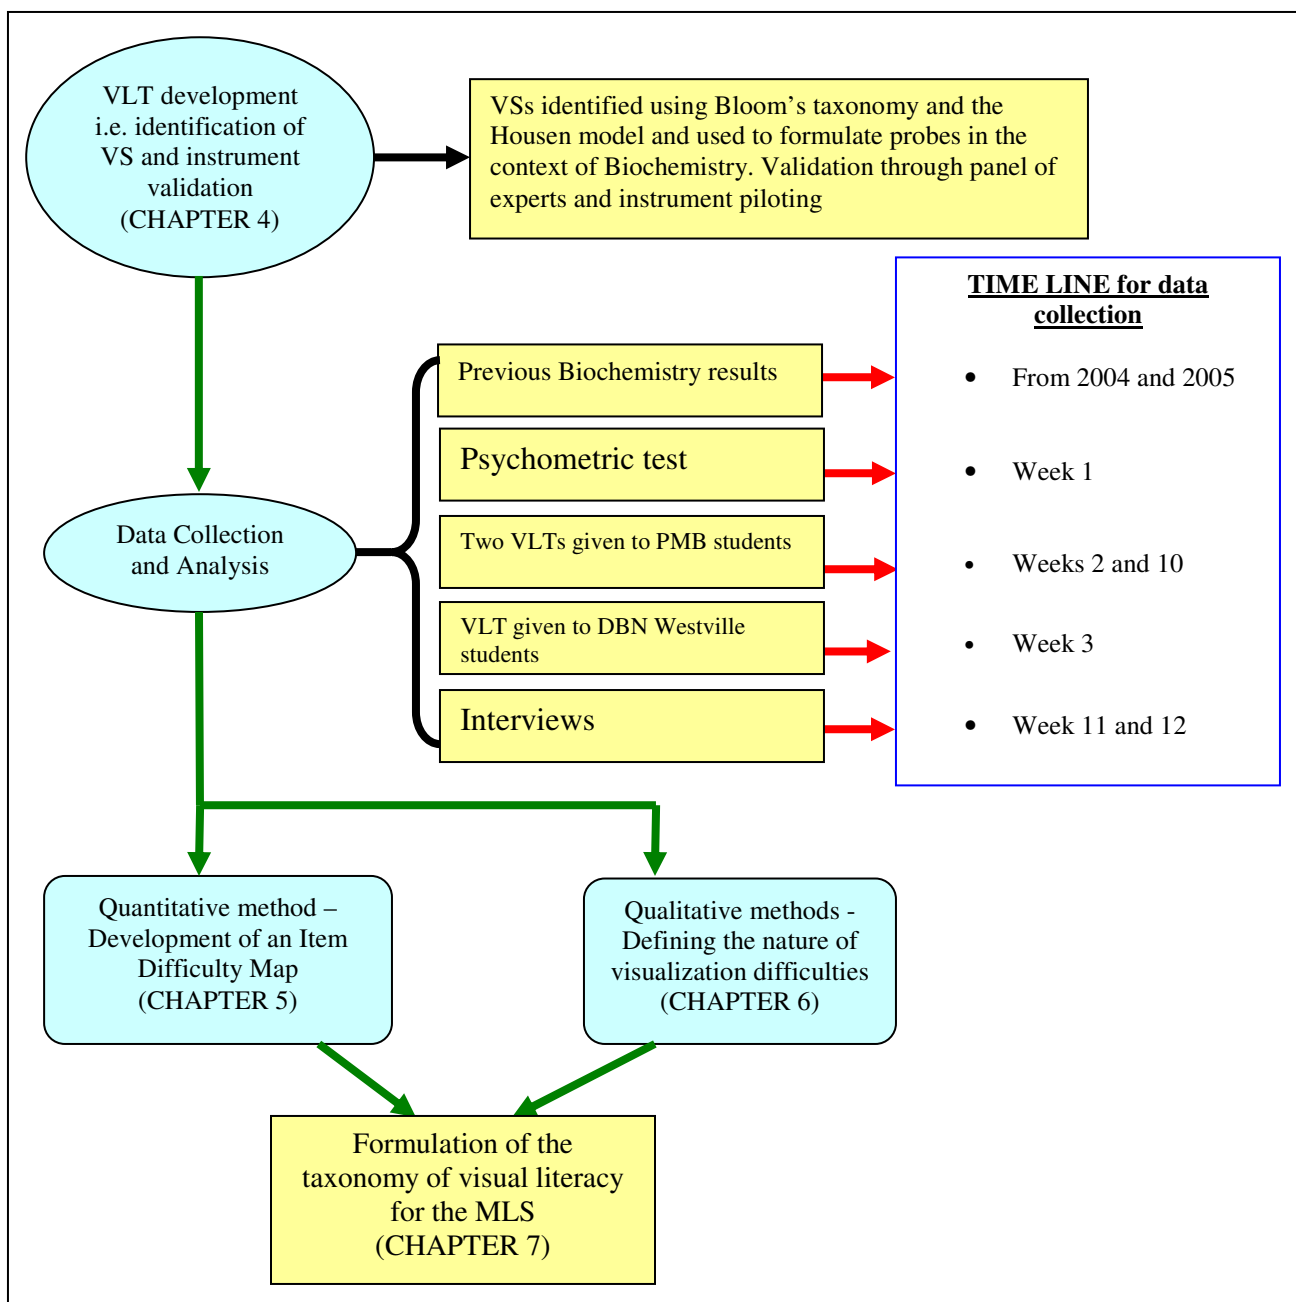 VLT development
i.e. identification of
VS and instrument
validation
(CHAPTER 4)
VSs identified using Bloom’s taxonomy and the
Housen model and used to formulate probes in the
context of Biochemistry. Validation through panel of
experts and instrument piloting
TIME LINE for data
collection
Previous Biochemistry results
• From 2004 and 2005
Psychometric test
• Week 1
Data Collection
and Analysis
Two VLTs given to PMB students
• Weeks 2 and 10
VLT given to DBN Westville
students
• Week 3
Interviews
• Week 11 and 12
Quantitative method –
Development of an Item
Difficulty Map
(CHAPTER 5)
Qualitative methods -
Defining the nature of
visualization difficulties
(CHAPTER 6)
Formulation of the
taxonomy of visual literacy
for the MLS
(CHAPTER 7)